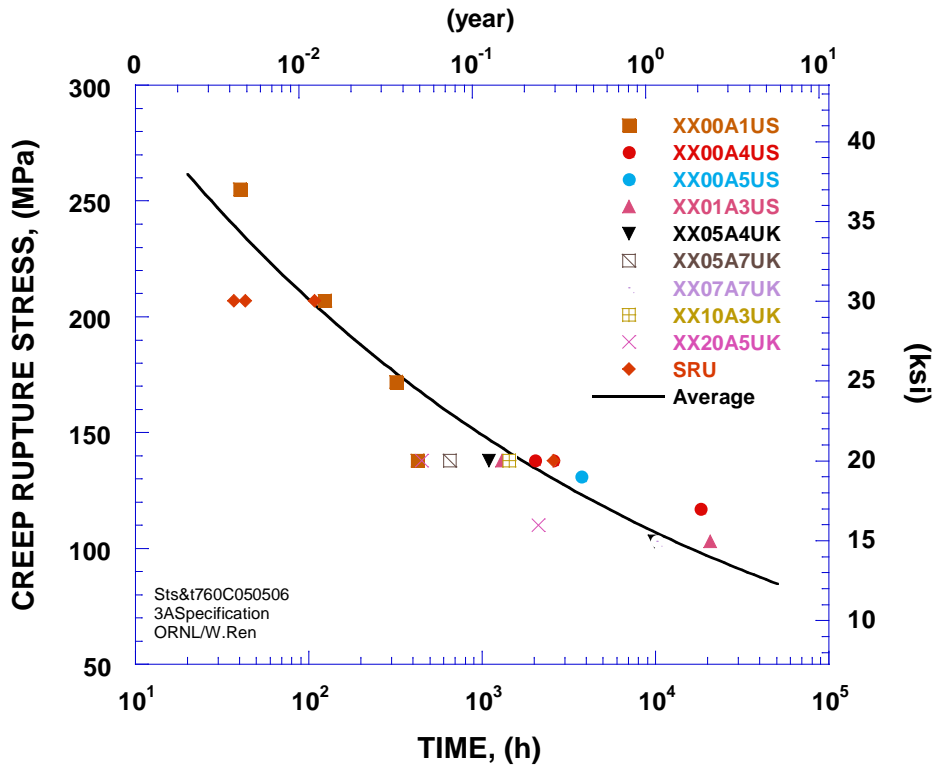 (year)
0 10^-2 10^-1 10^0 10^1
300
250
200
150
100
50
CREEP RUPTURE STRESS, (MPa)
40
35
30
25
20
15
10
(ksi)
XX00A1US
XX00A4US
XX00A5US
XX01A3US
XX05A4UK
XX05A7UK
XX07A7UK
XX10A3UK
XX20A5UK
SRU
Average
Sts&t760C050506
3ASpecification
ORNL/W.Ren
10^1 10^2 10^3 10^4 10^5
TIME, (h)